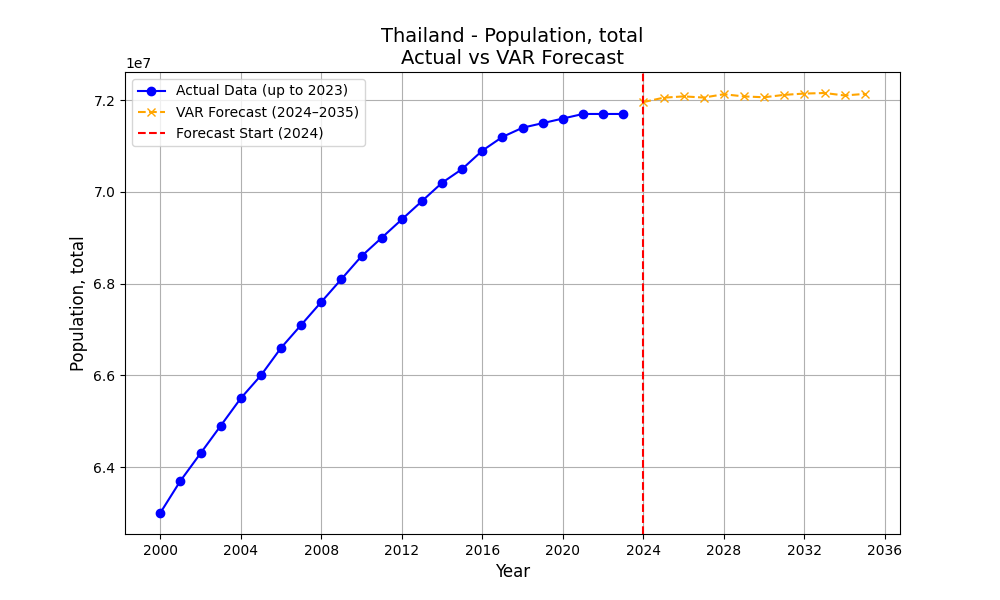 Thailand - Population, total
Actual vs VAR Forecast
1e7
Actual Data (up to 2023)
VAR Forecast (2024–2035)
Forecast Start (2024)
7.2
7.0
6.8
6.6
6.4
Population, total
2000 2004 2008 2012 2016 2020 2024 2028 2032 2036
Year